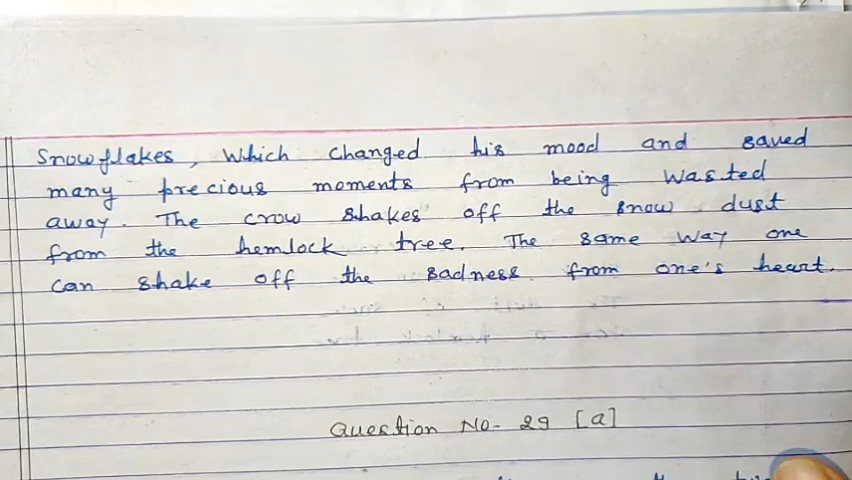 Snowflakes, which changed his mood and saved
many precious moments from being wasted
away. The crow shakes off the snow dust
from the hemlock tree. The same way one
can shake off the sadness from one's heart.
Question No- 29 [a]